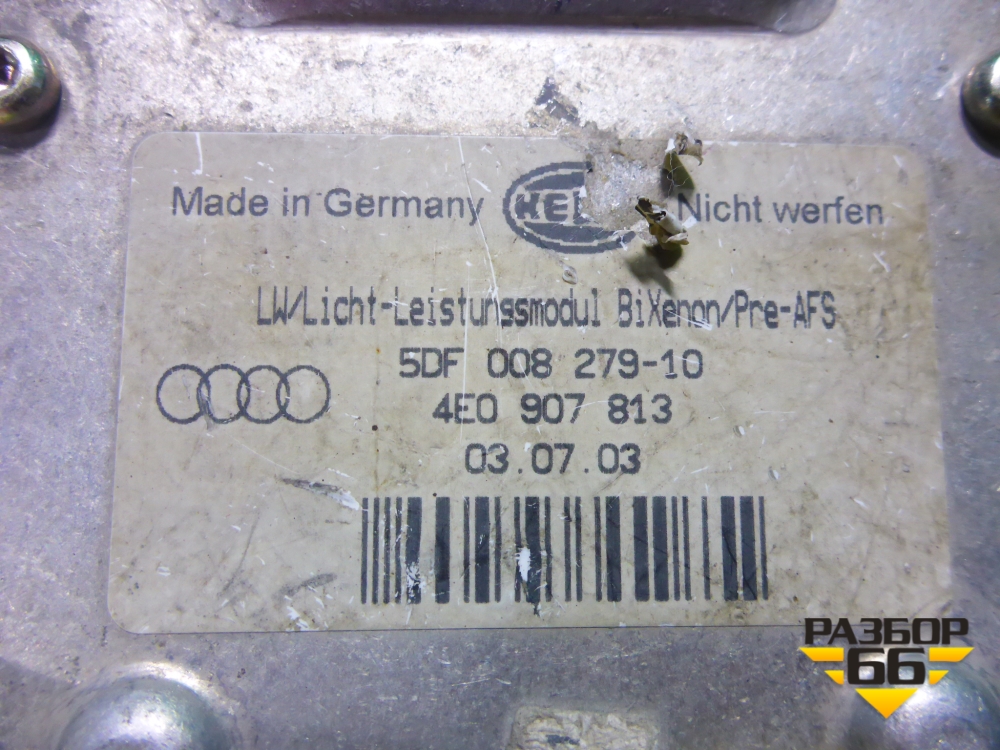 Made in Germany
Nicht werfen
LW/Licht-Leistungsmodul BiXenon/Pre-AFS
5DF 008 279-10
4E0 907 813
03.07.03
РАЗБОР
66